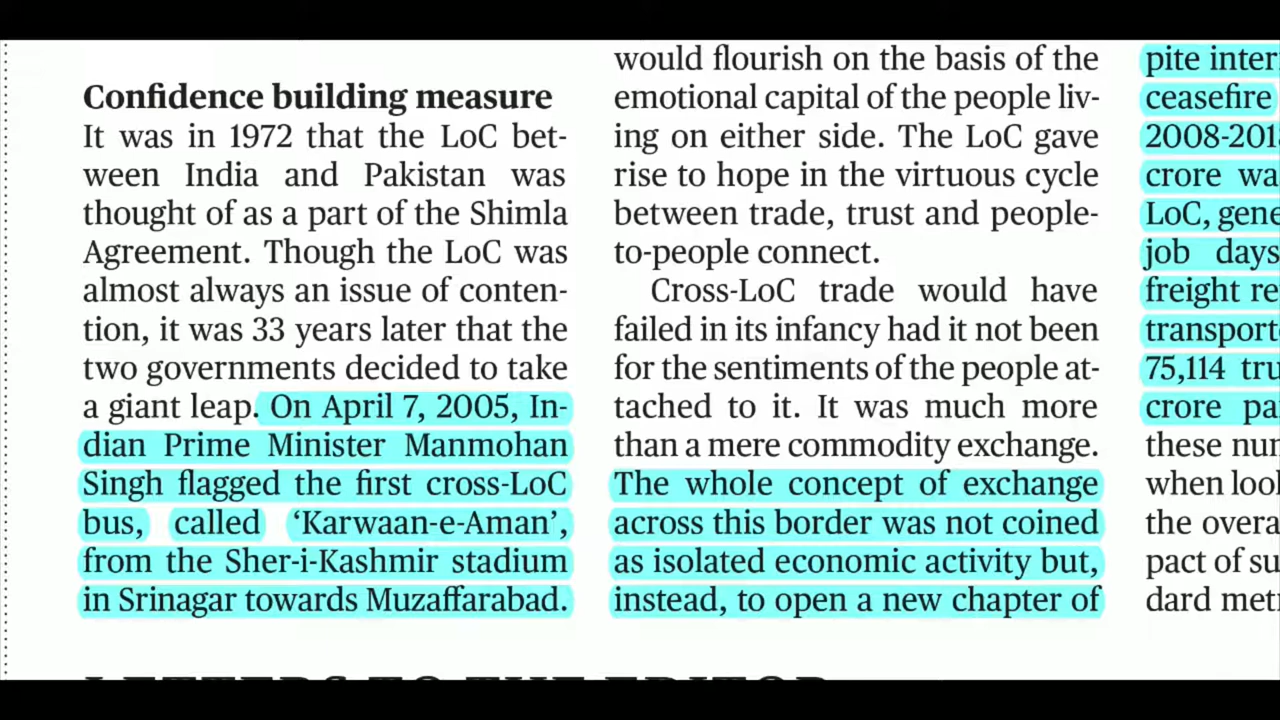 Confidence building measure
It was in 1972 that the LoC bet-
ween India and Pakistan was
thought of as a part of the Shimla
Agreement. Though the LoC was
almost always an issue of conten-
tion, it was 33 years later that the
two governments decided to take
a giant leap. On April 7, 2005, In-
dian Prime Minister Manmohan
Singh flagged the first cross-LoC
bus, called ‘Karwaan-e-Aman’,
from the Sher-i-Kashmir stadium
in Srinagar towards Muzaffarabad.
would flourish on the basis of the
emotional capital of the people liv-
ing on either side. The LoC gave
rise to hope in the virtuous cycle
between trade, trust and people-
to-people connect.
Cross-LoC trade would have
failed in its infancy had it not been
for the sentiments of the people at-
tached to it. It was much more
than a mere commodity exchange.
The whole concept of exchange
across this border was not coined
as isolated economic activity but,
instead, to open a new chapter of
pite
ceasefire
crore
LoC,
job days
freight
75,114
crore
these
when
the
pact of
dard